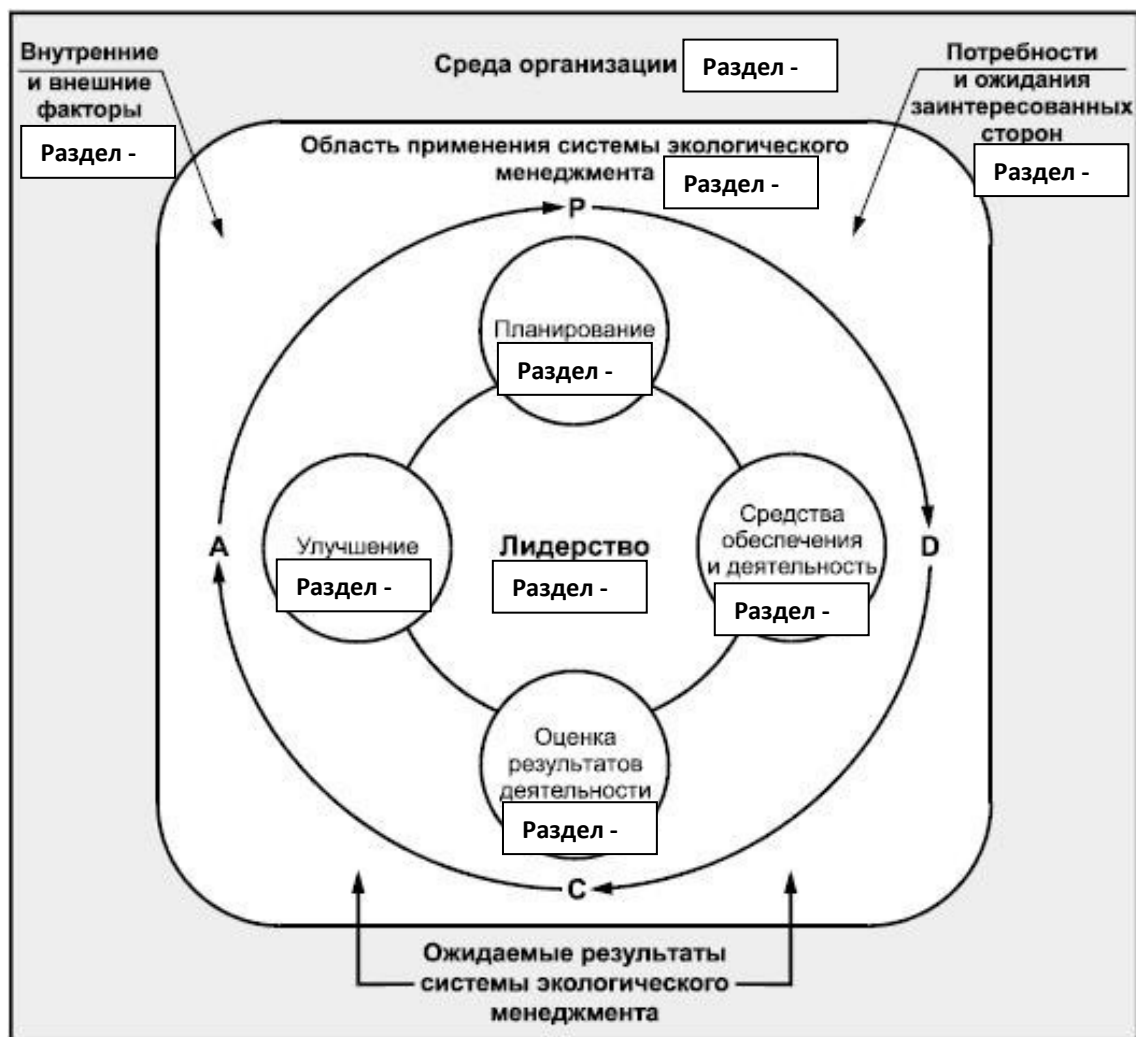 Внутренние
и внешние
факторы
Раздел -
Среда организации Раздел -
Потребности
и ожидания
заинтересованных
сторон
Раздел -
Область применения системы экологического
менеджмента Раздел -
P
Планирование
Раздел -
A
Улучшение
Раздел -
Лидерство
Раздел -
Средства
обеспечения
и деятельность
Раздел -
D
Оценка
результатов
деятельности
Раздел -
C
Ожидаемые результаты
системы экологического
менеджмента